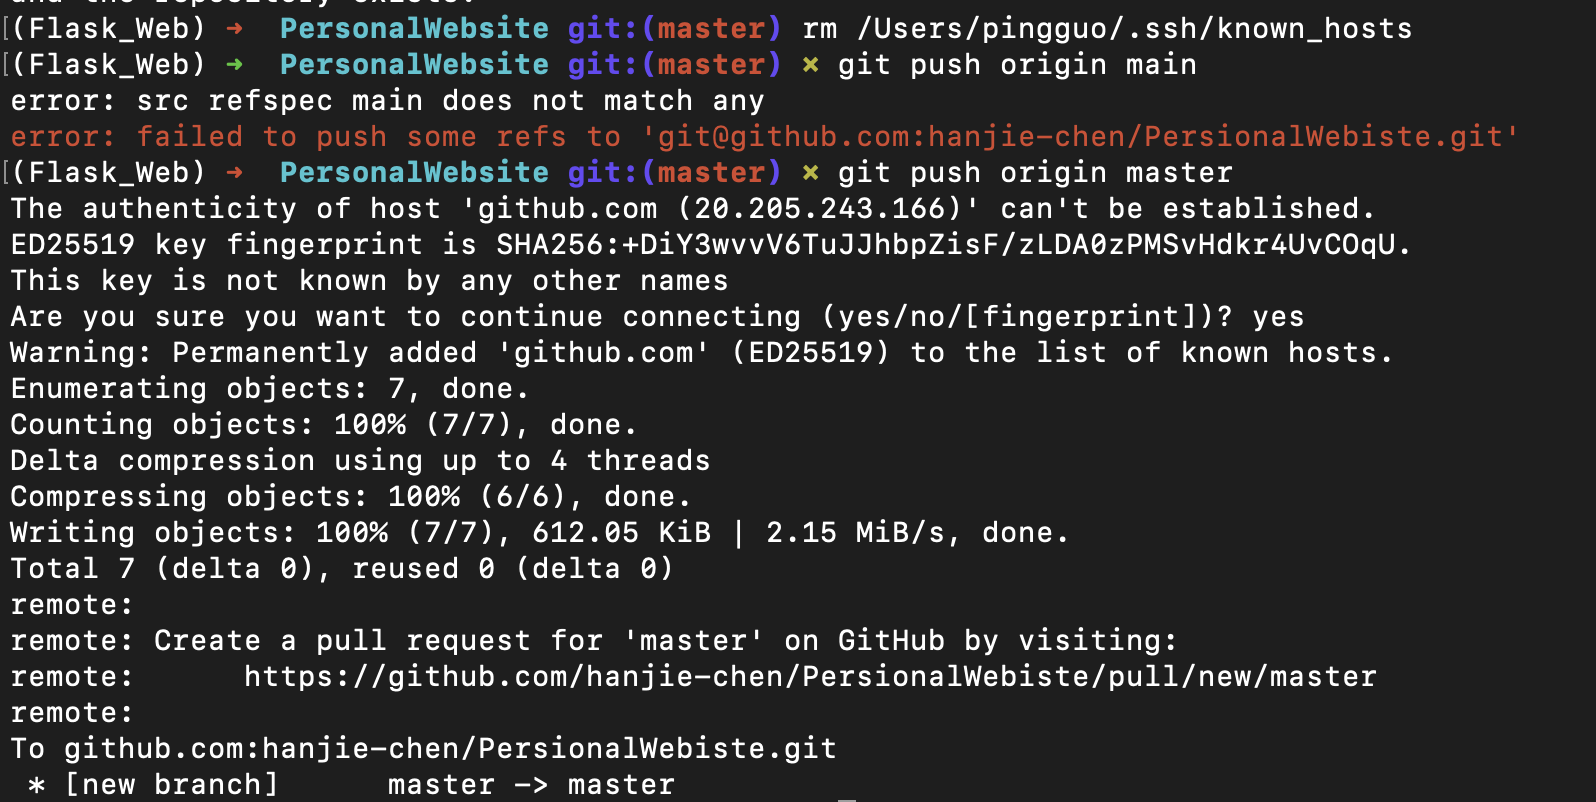 and the repository exists.
[(Flask_Web) ➜  PersonalWebsite git:(master) rm /Users/pingguo/.ssh/known_hosts
[(Flask_Web) ➜  PersonalWebsite git:(master) ✗ git push origin main
error: src refspec main does not match any
error: failed to push some refs to 'git@github.com:hanjie-chen/PersionalWebiste.git'
[(Flask_Web) ➜  PersonalWebsite git:(master) ✗ git push origin master
The authenticity of host 'github.com (20.205.243.166)' can't be established.
ED25519 key fingerprint is SHA256:+DiY3wvvV6TuJJhbpZisF/zLDA0zPMSvHdkr4UvCOqU.
This key is not known by any other names
Are you sure you want to continue connecting (yes/no/[fingerprint])? yes
Warning: Permanently added 'github.com' (ED25519) to the list of known hosts.
Enumerating objects: 7, done.
Counting objects: 100% (7/7), done.
Delta compression using up to 4 threads
Compressing objects: 100% (6/6), done.
Writing objects: 100% (7/7), 612.05 KiB | 2.15 MiB/s, done.
Total 7 (delta 0), reused 0 (delta 0)
remote:
remote: Create a pull request for 'master' on GitHub by visiting:
remote:      https://github.com/hanjie-chen/PersionalWebiste/pull/new/master
remote:
To github.com:hanjie-chen/PersionalWebiste.git
 * [new branch]      master -> master